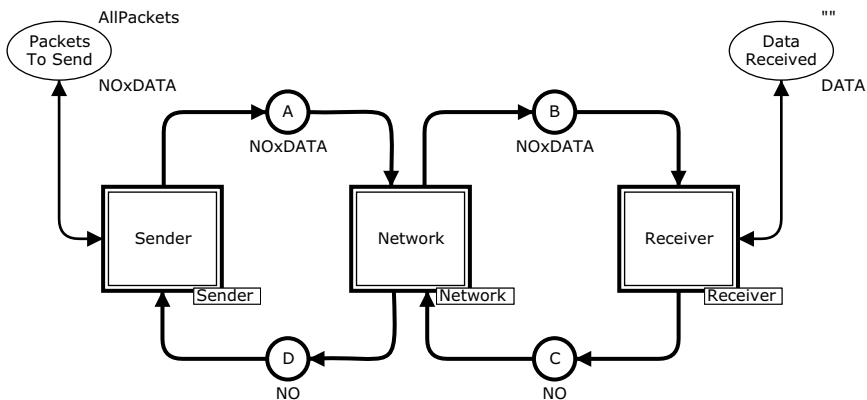 AllPackets
Packets
To Send
NOxDATA
""
Data
Received
DATA
A
NOxDATA
B
NOxDATA
Sender
Sender
Network
Network
Receiver
Receiver
D
NO
C
NO